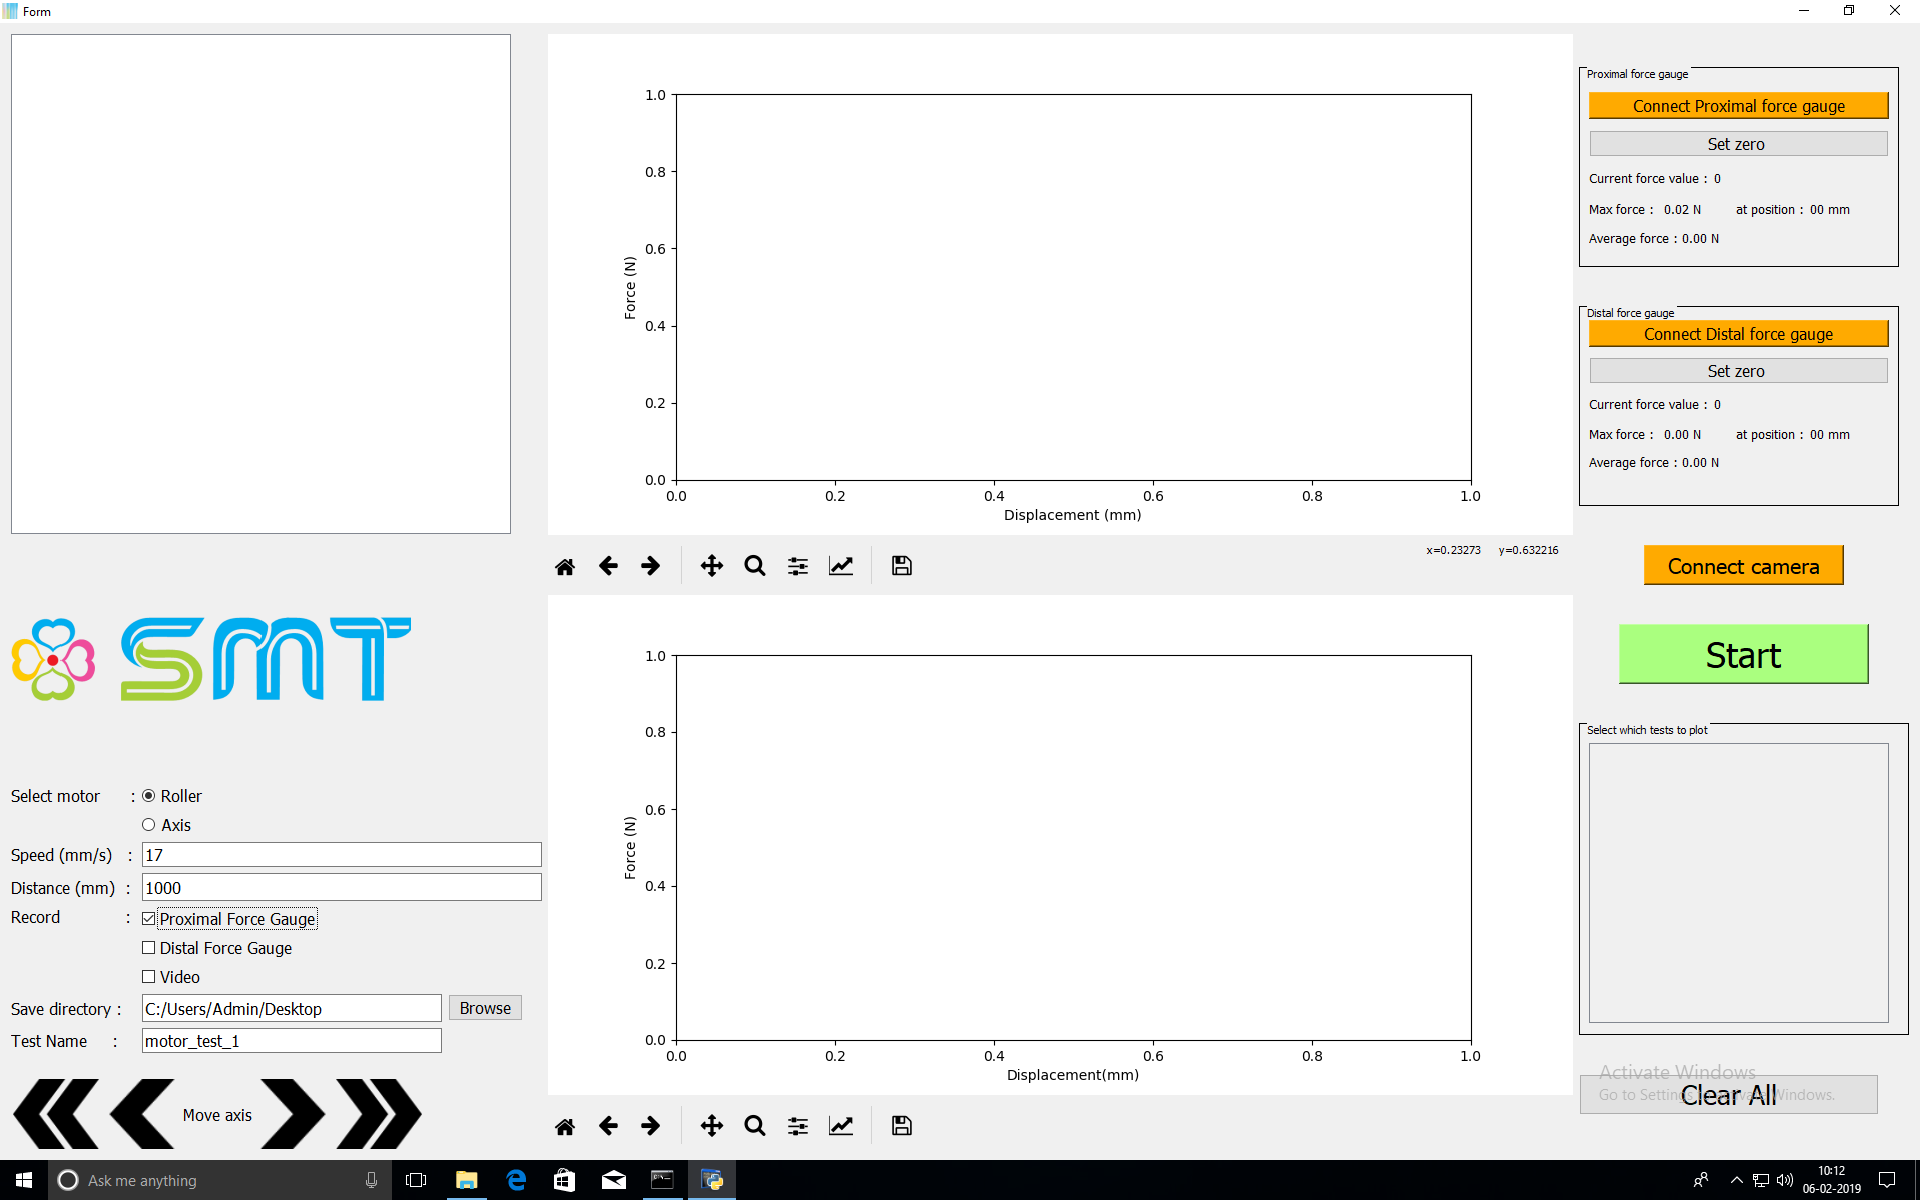 Form
1.0
0.8
0.6
0.4
0.2
0.0
Force (N)
0.0 0.2 0.4 0.6 0.8 1.0
Displacement (mm)
x=0.23273 y=0.632216
1.0
0.8
0.6
0.4
0.2
0.0
Force (N)
0.0 0.2 0.4 0.6 0.8 1.0
Displacement(mm)
SMT
Select motor : Roller
Axis
Speed (mm/s) : 17
Distance (mm) : 1000
Record : Proximal Force Gauge
Distal Force Gauge
Video
Save directory : C:/Users/Admin/Desktop Browse
Test Name : motor_test_1
Move axis
Proximal force gauge
Connect Proximal force gauge
Set zero
Current force value : 0
Max force : 0.02 N at position : 00 mm
Average force : 0.00 N
Distal force gauge
Connect Distal force gauge
Set zero
Current force value : 0
Max force : 0.00 N at position : 00 mm
Average force : 0.00 N
Connect camera
Start
Select which tests to plot
Activate Windows
Go to Settings to activate Windows.
Clear All
Ask me anything
10:12
06-02-2019